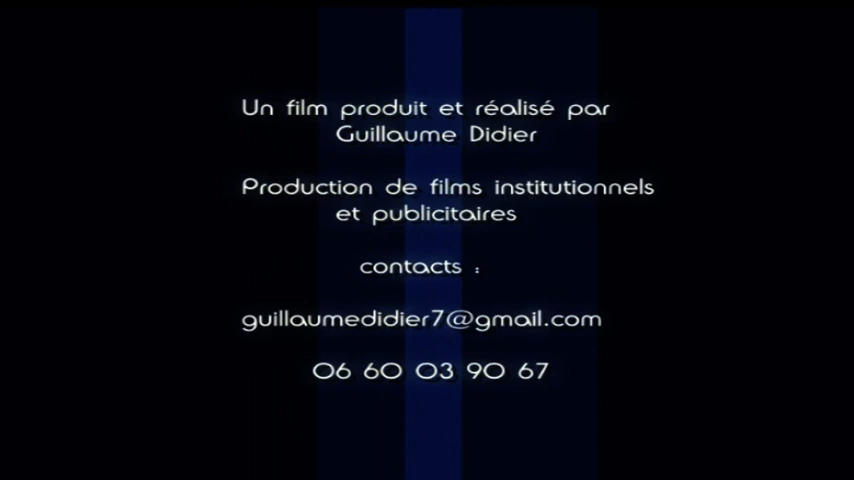 Un film produit et réalisé par
Guillaume Didier
Production de films institutionnels
et publicitaires
contacts :
guillaumedidier7@gmail.com
06 60 03 90 67